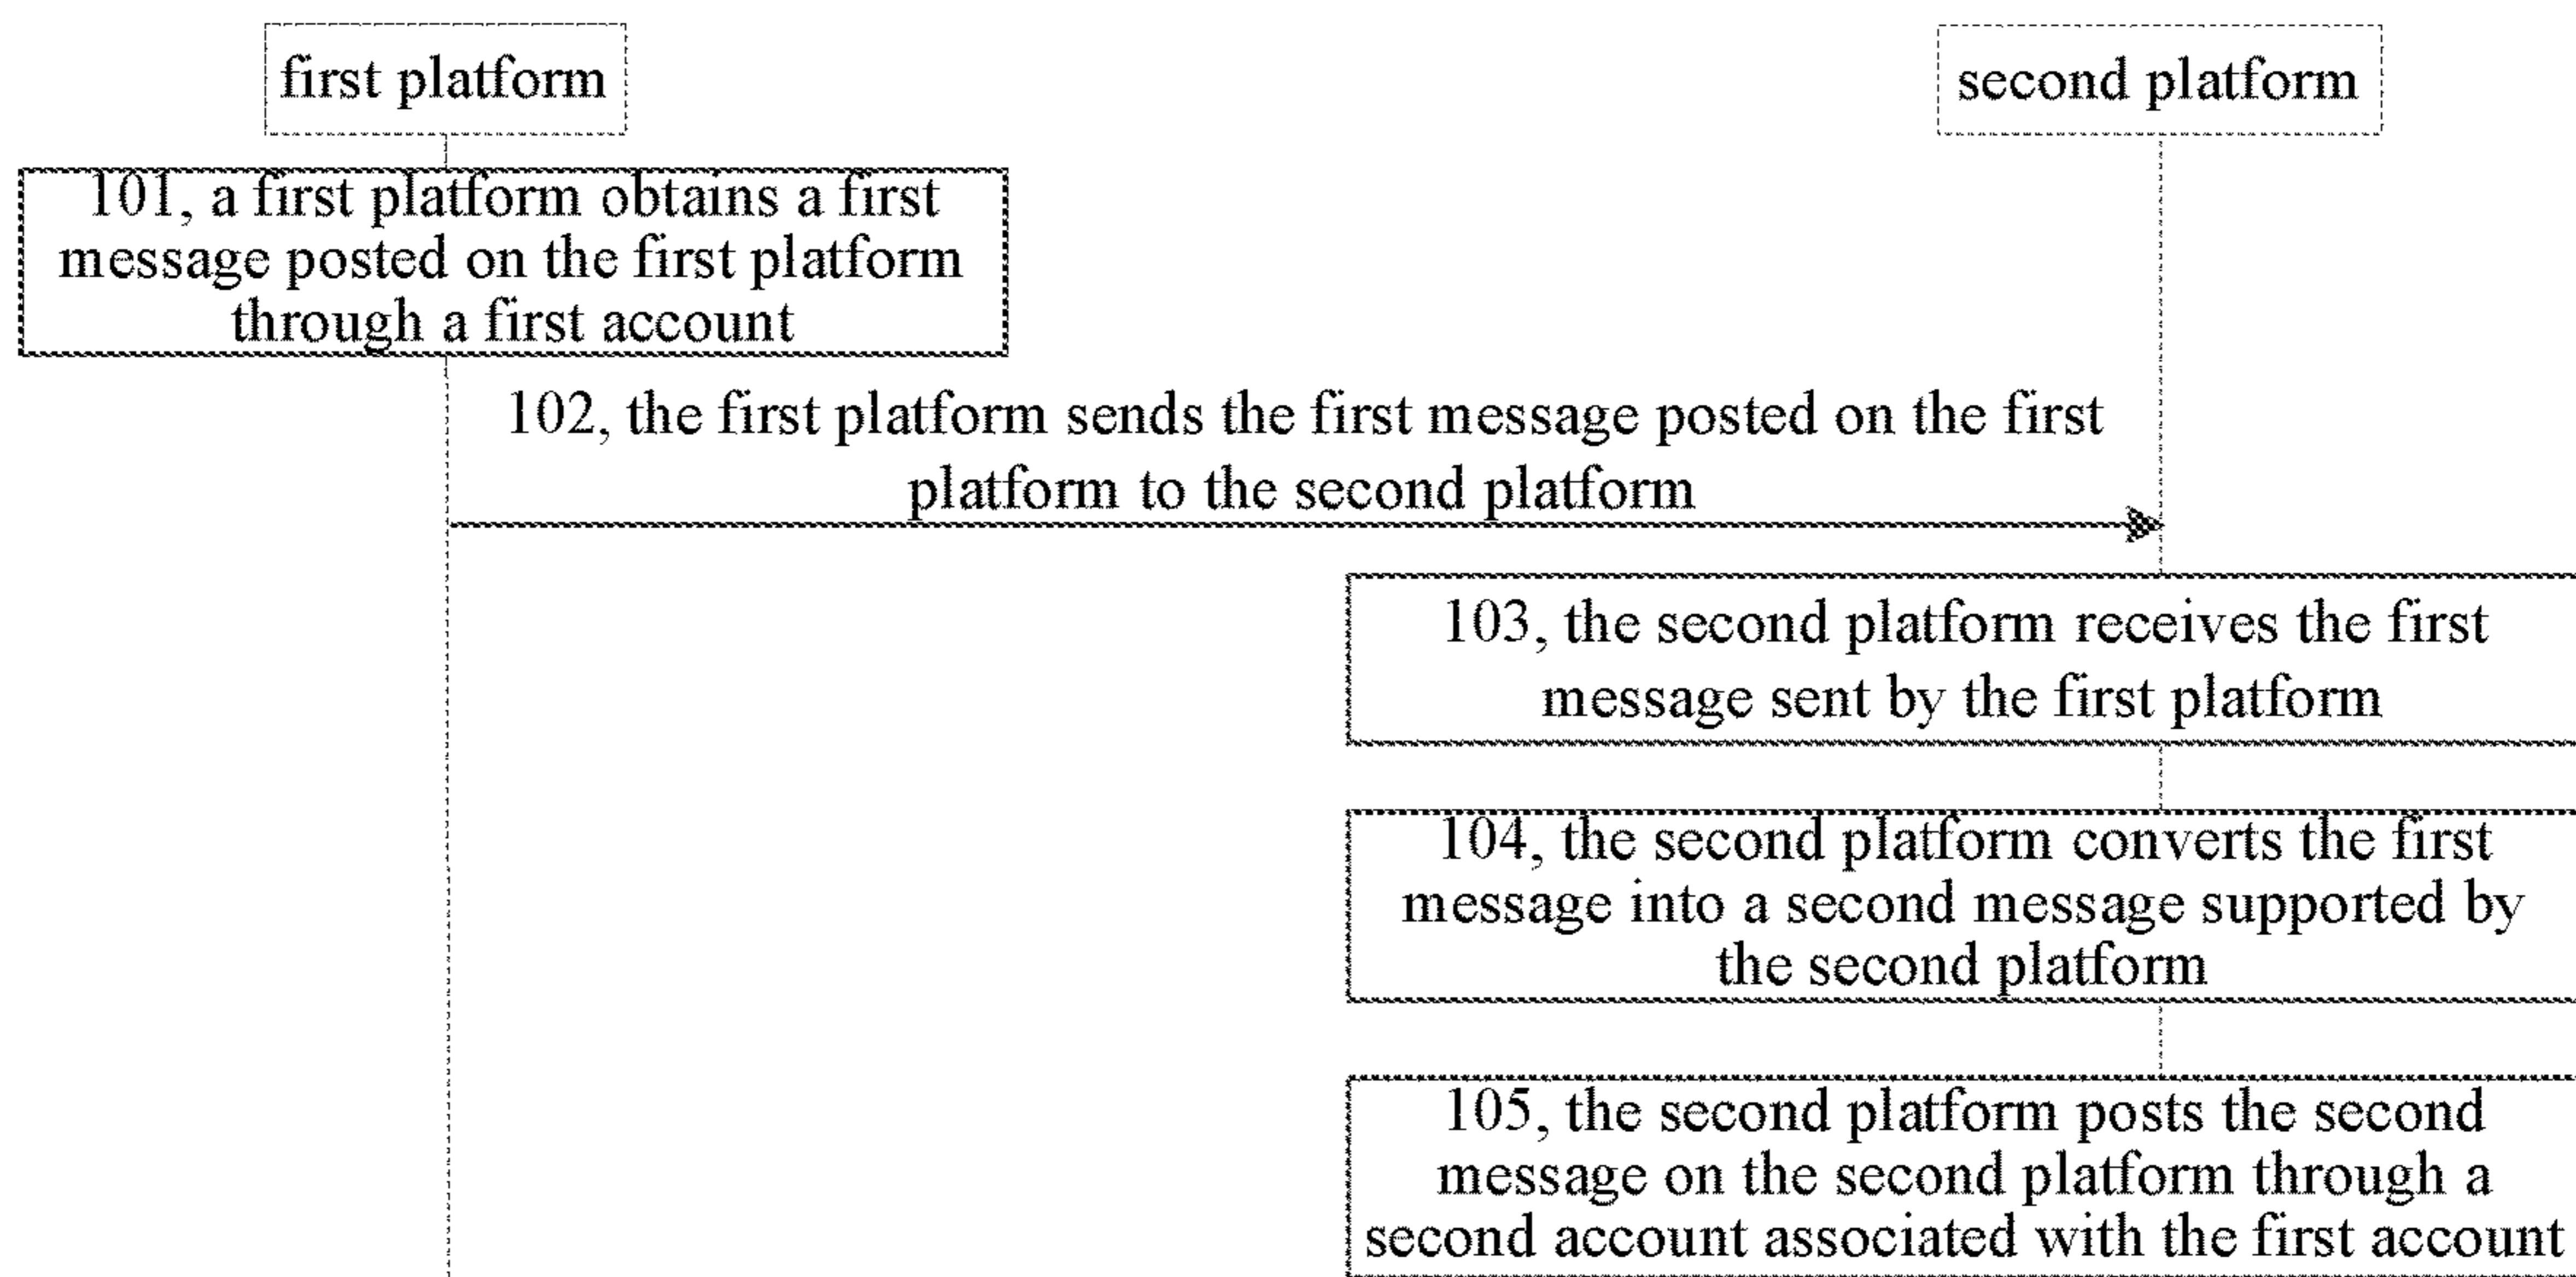 first platform
second platform
101, a first platform obtains a first
message posted on the first platform
through a first account
102, the first platform sends the first message posted on the first
platform to the second platform
103, the second platform receives the first
message sent by the first platform
104, the second platform converts the first
message into a second message supported by
the second platform
105, the second platform posts the second
message on the second platform through a
second account associated with the first account